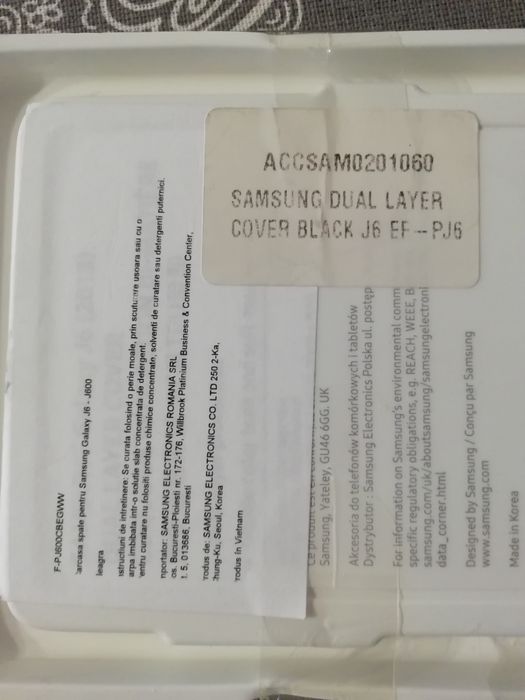 ACCSAM0201060
SAMSUNG DUAL LAYER
COVER BLACK J6 EF - PJ6
F-PJ600CBEGWW
arcasa spate pentru Samsung Galaxy J6 - J600
leagra
structiuni de intretinere: Se curata folosind o perie moale, prin scuturare usoara sau cu o
arpa imbibata intr-o solutie slab concentrata de detergent.
entru curatare nu folositi produse chimice concentrate, solventi de curatare sau detergenti puternici.
nportator: SAMSUNG ELECTRONICS ROMANIA SRL
os. Bucuresti-Ploiesti nr. 172-176, Willbrook Platinium Business & Convention Center,
t. 5, 013686, Bucuresti
rodus de: SAMSUNG ELECTRONICS CO. LTD 250 2-Ka,
hung-Ku, Seoul, Korea
rodus in Vietnam
Samsung, Yateley, GU46 6GG. UK
Akcesoria do telefonów komórkowych i tabletów
Dystrybutor : Samsung Electronics Polska ul. postęp
For information on Samsung's environmental comm
specific regulatory obligations, e.g. REACH, WEEE, B
samsung.com/uk/aboutsamsung/samsungelectroni
data_corner.html
Designed by Samsung / Conçu par Samsung
www.samsung.com
Made in Korea